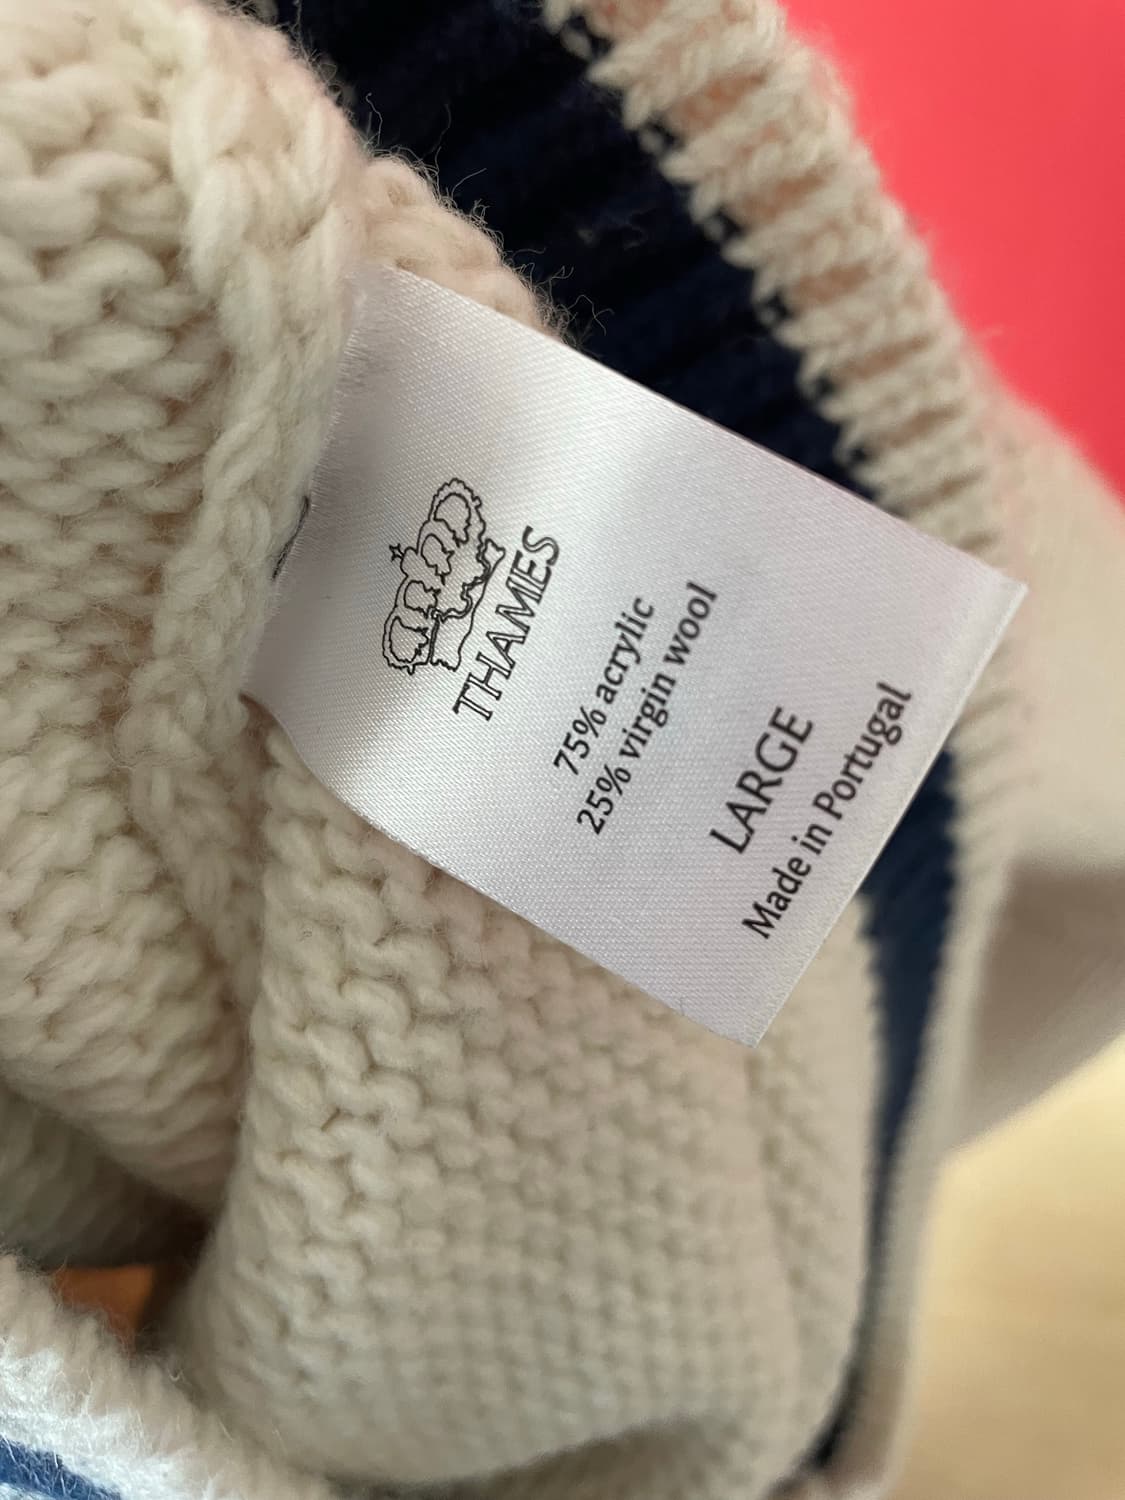 THAMES
75% acrylic
25% virgin wool
LARGE
Made in Portugal